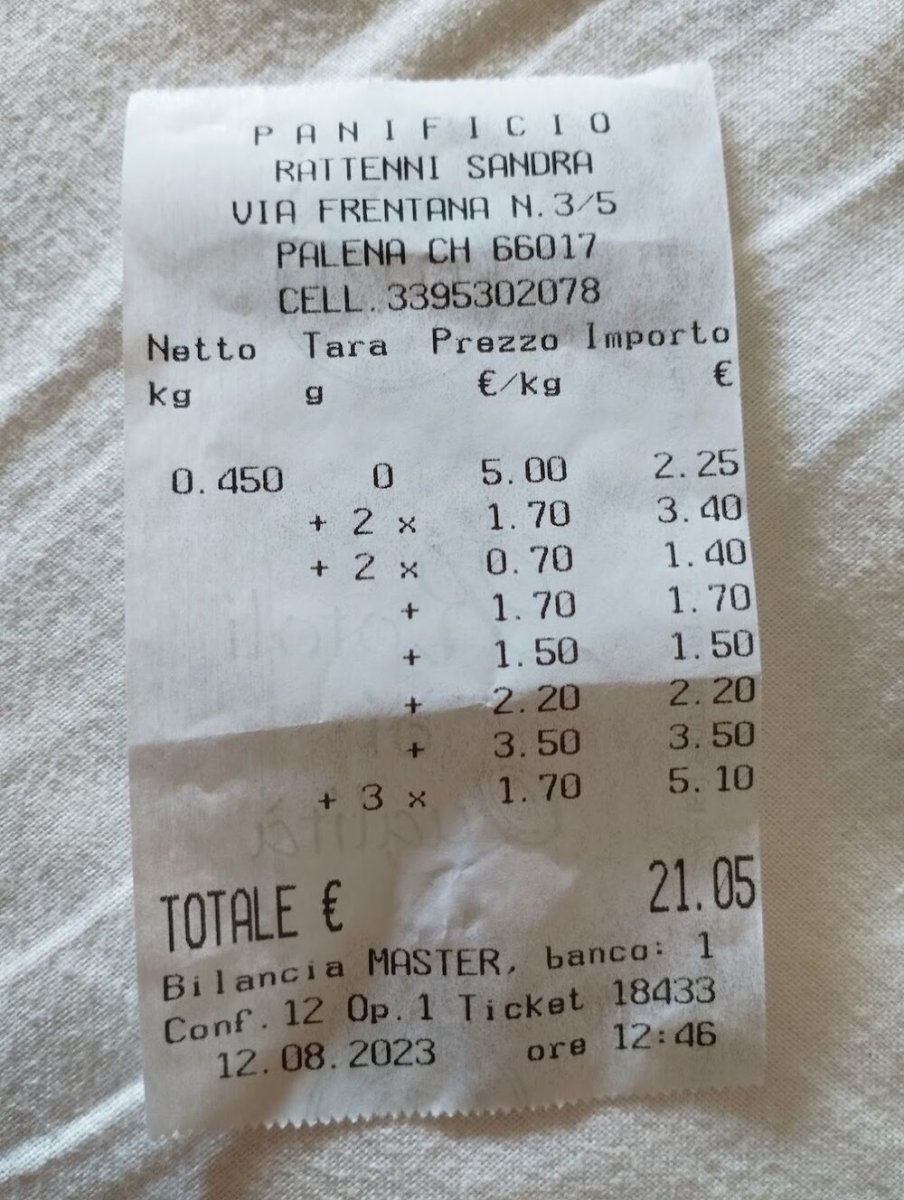 PANIFICIO
RATTENNI SANDRA
VIA FRENTANA N.3/5
PALENA CH 66017
CELL.3395302078
Netto Tara Prezzo Importo
kg g €/kg €
0.450 0 5.00 2.25
+ 2 x 1.70 3.40
+ 2 x 0.70 1.40
+ 1.70 1.70
+ 1.50 1.50
+ 2.20 2.20
+ 3.50 3.50
+ 3 x 1.70 5.10
TOTALE € 21.05
Bilancia MASTER, banco: 1
Conf.12 Op.1 Ticket 18433
12.08.2023 ore 12:46